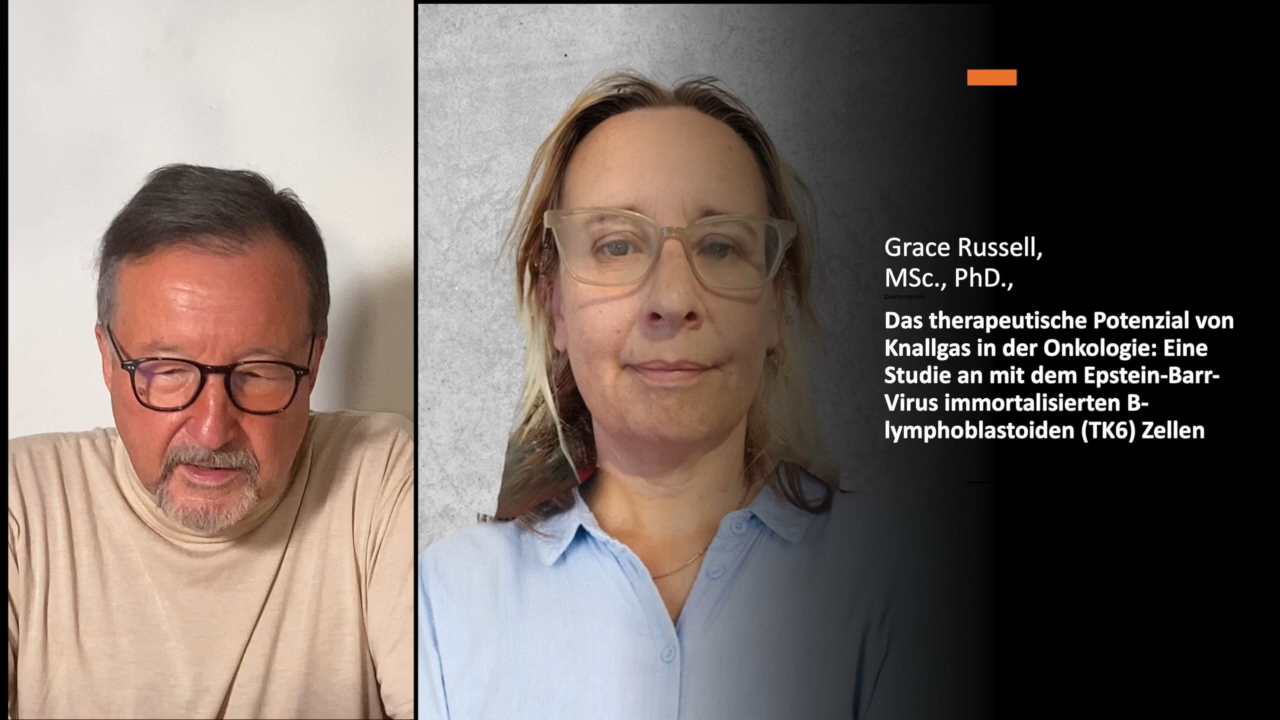 Grace Russell,
MSc., PhD.,
Das therapeutische Potenzial von
Knallgas in der Onkologie: Eine
Studie an mit dem Epstein-Barr-
Virus immortalisierten B-
lymphoblastoiden (TK6) Zellen